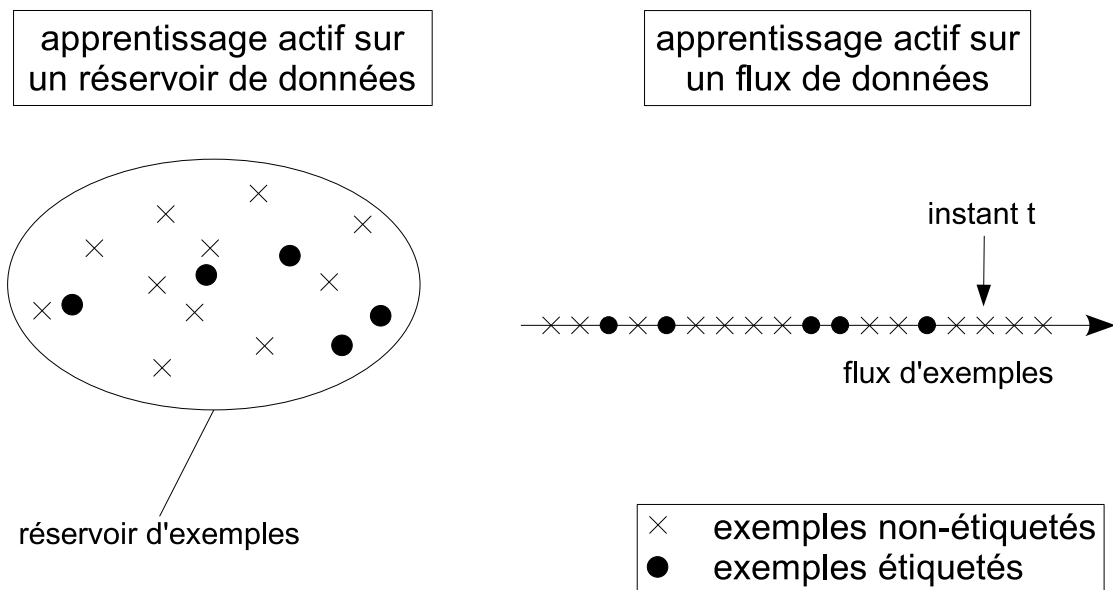 apprentissage actif sur
un réservoir de données
apprentissage actif sur
un flux de données
instant t
flux d'exemples
réservoir d'exemples
exemples non-étiquetés
exemples étiquetés